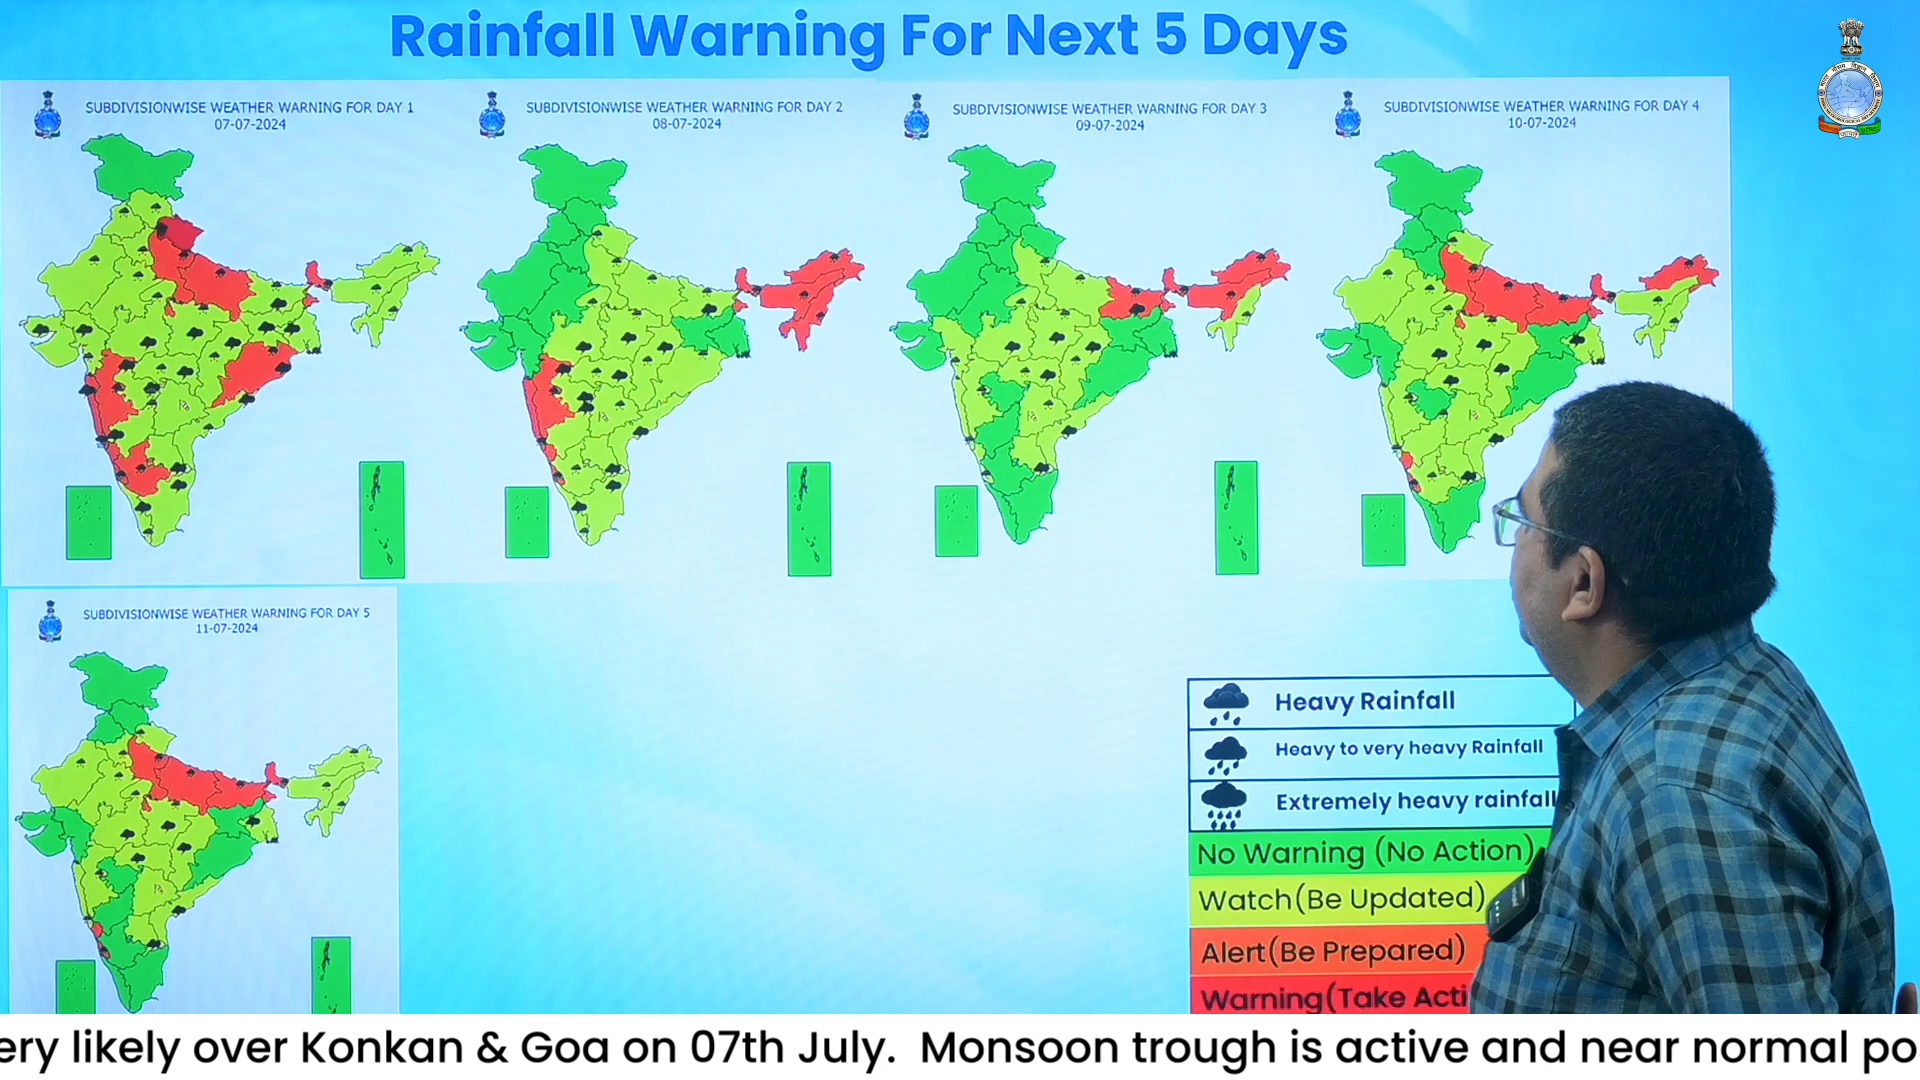 Rainfall Warning For Next 5 Days
SUBDIVISIONWISE WEATHER WARNING FOR DAY 1
07-07-2024
SUBDIVISIONWISE WEATHER WARNING FOR DAY 2
08-07-2024
SUBDIVISIONWISE WEATHER WARNING FOR DAY 3
09-07-2024
SUBDIVISIONWISE WEATHER WARNING FOR DAY 4
10-07-2024
SUBDIVISIONWISE WEATHER WARNING FOR DAY 5
11-07-2024
Heavy Rainfall
Heavy to very heavy Rainfall
Extremely heavy rainfall
No Warning (No Action)
Watch(Be Updated)
Alert(Be Prepared)
Warning(Take Acti
ery likely over Konkan & Goa on 07th July. Monsoon trough is active and near normal po